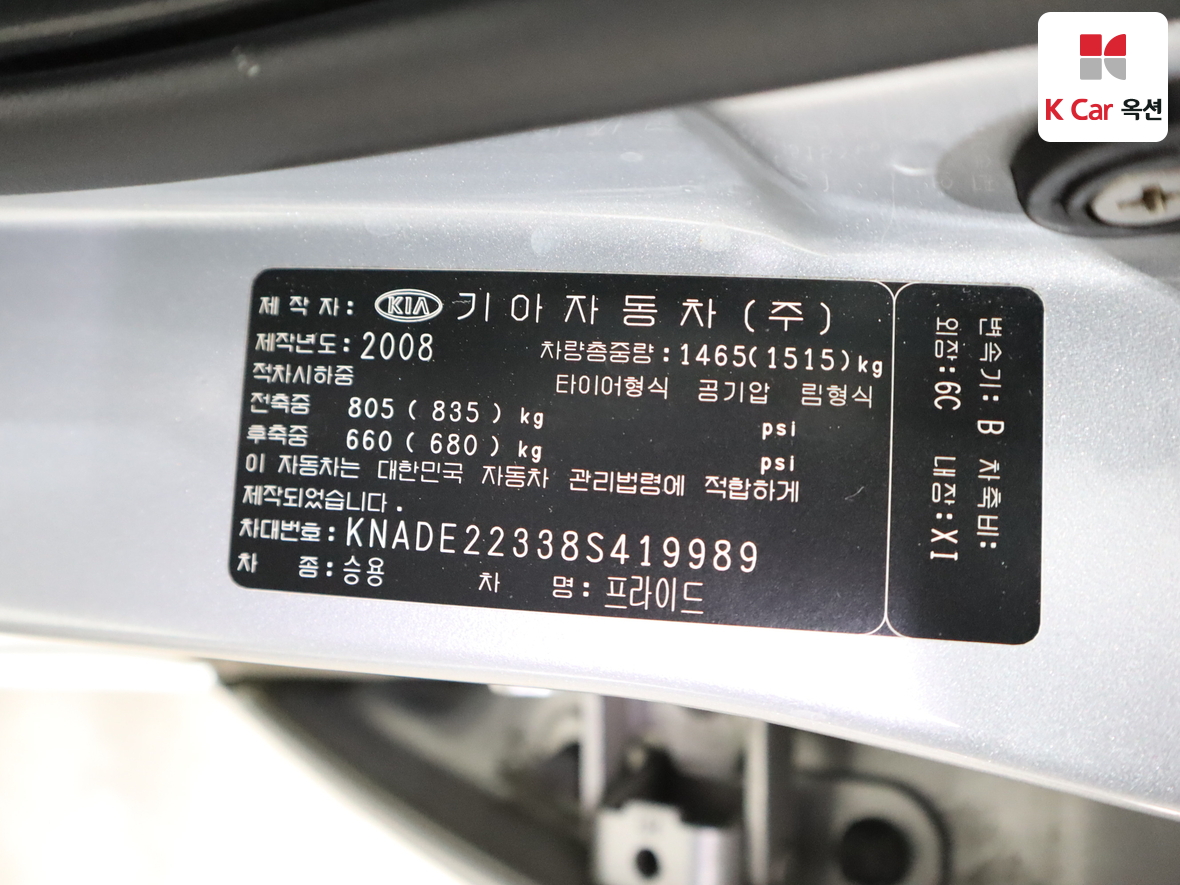 K Car 옥션
제 작 자 : KIA 기 아 자 동 차 ( 주 )
제작년도 : 2008 차량총중량 : 1465(1515)kg
적차시하중 타이어형식 공기압 림형식
전축중 805 ( 835 ) kg psi
후축중 660 ( 680 ) kg psi
이 자동차는 대한민국 자동차 관리법령에 적합하게
제작되었습니다 .
차대번호 : KNADE22338S419989
차 종 : 승용 차 명 : 프라이드
변속기: B 차축비:
외장: 6C 내장: XI